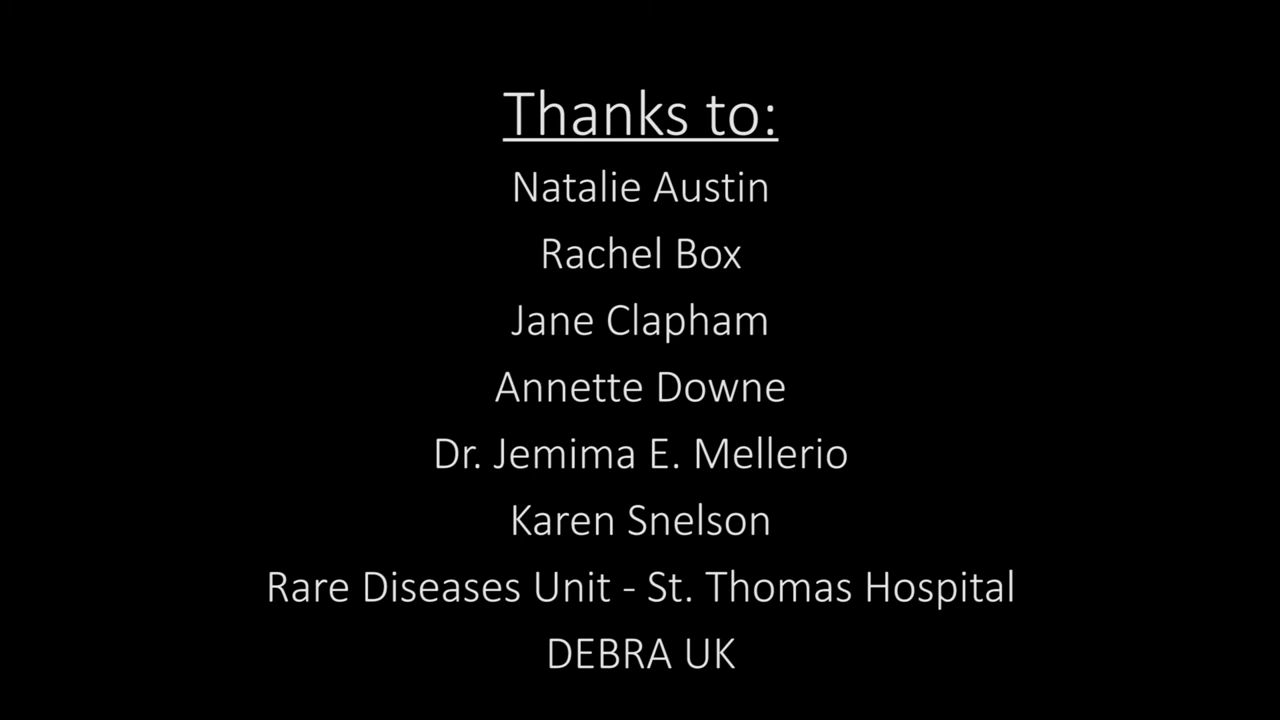 Thanks to:
Natalie Austin
Rachel Box
Jane Clapham
Annette Downe
Dr. Jemima E. Mellerio
Karen Snelson
Rare Diseases Unit - St. Thomas Hospital
DEBRA UK